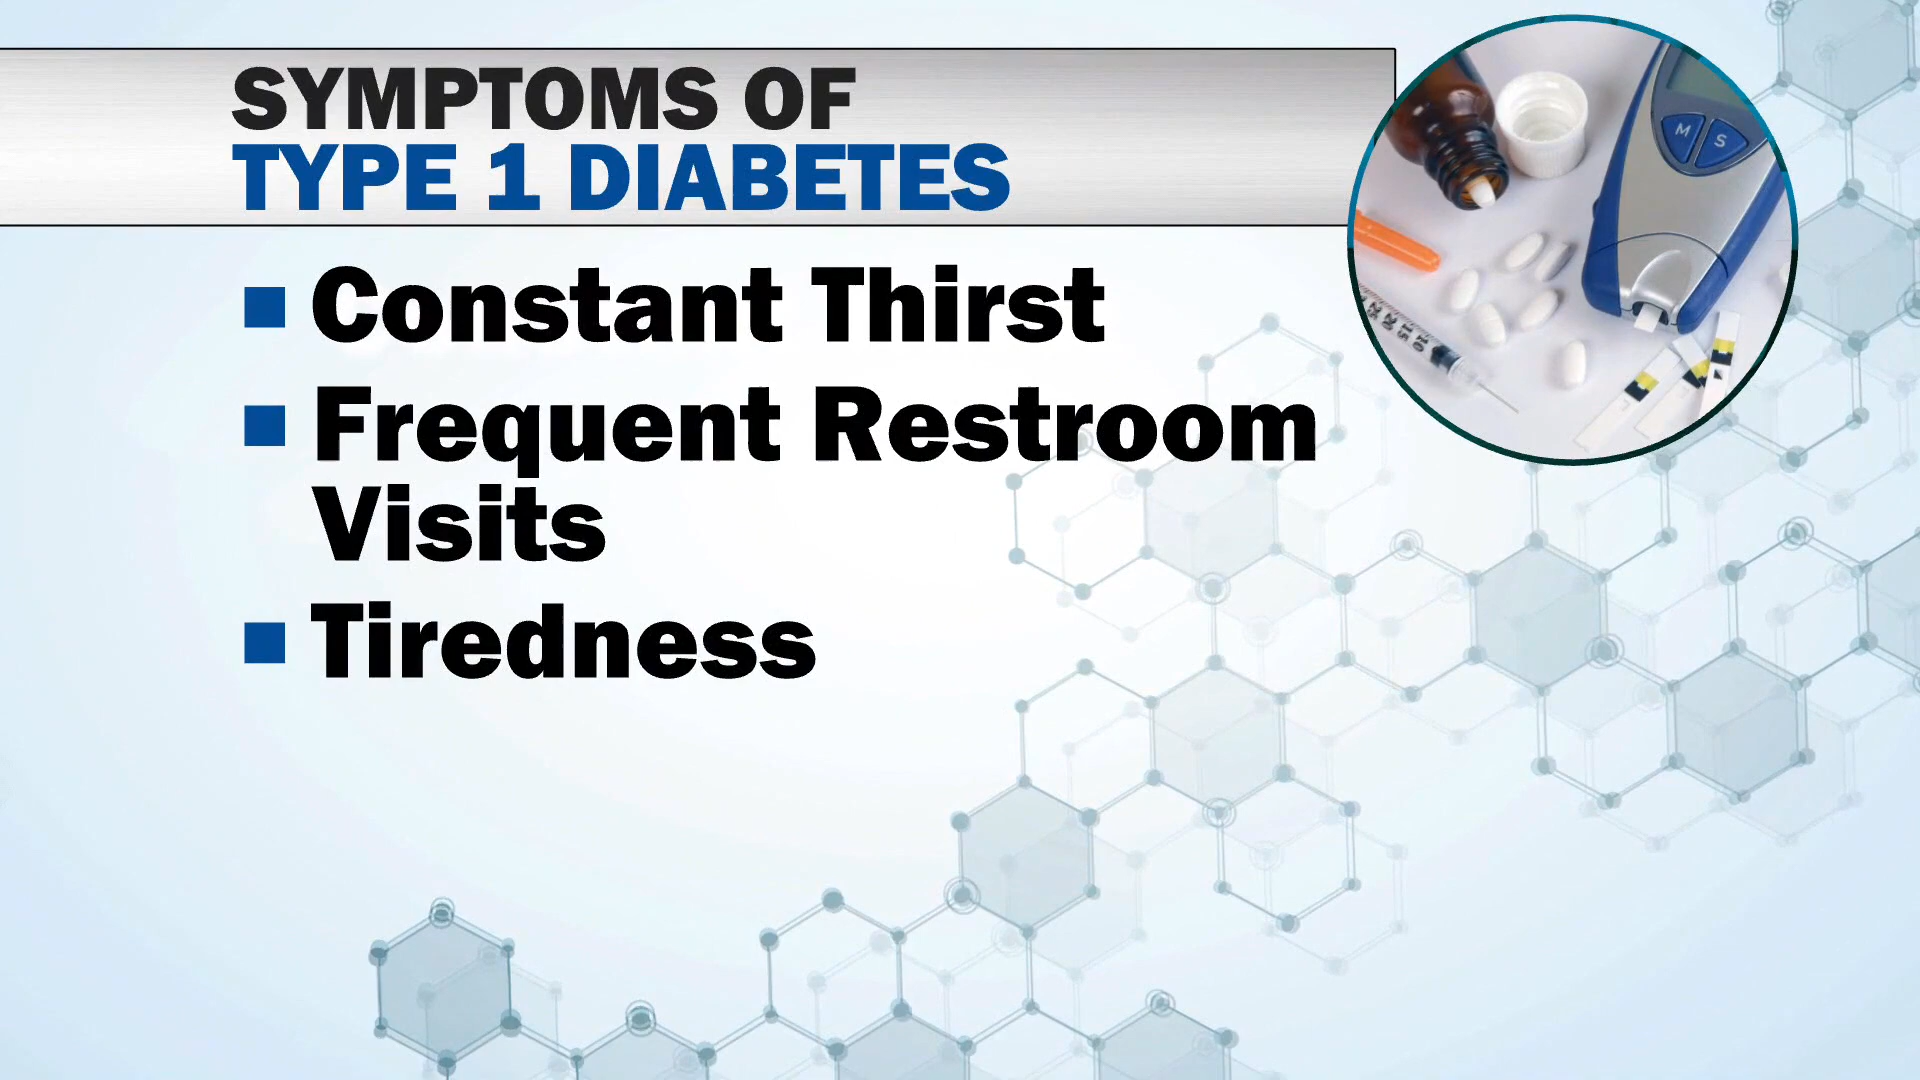 SYMPTOMS OF
TYPE 1 DIABETES
Constant Thirst
Frequent Restroom
Visits
Tiredness
M S